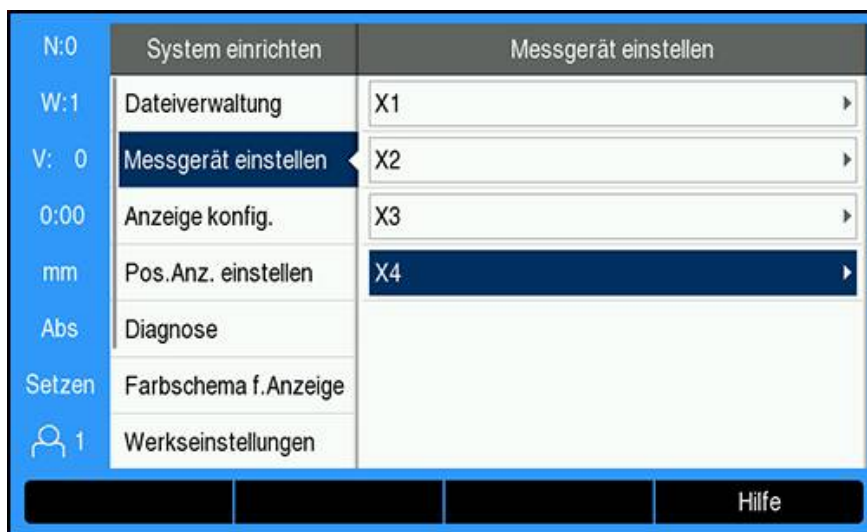 N:0
System einrichten
Messgerät einstellen
W:1
Dateiverwaltung
X1
V: 0
Messgerät einstellen
X2
0:00
Anzeige konfig.
X3
mm
Pos.Anz. einstellen
X4
Abs
Diagnose
Setzen
Farbschema f.Anzeige
1
Werkseinstellungen
Hilfe